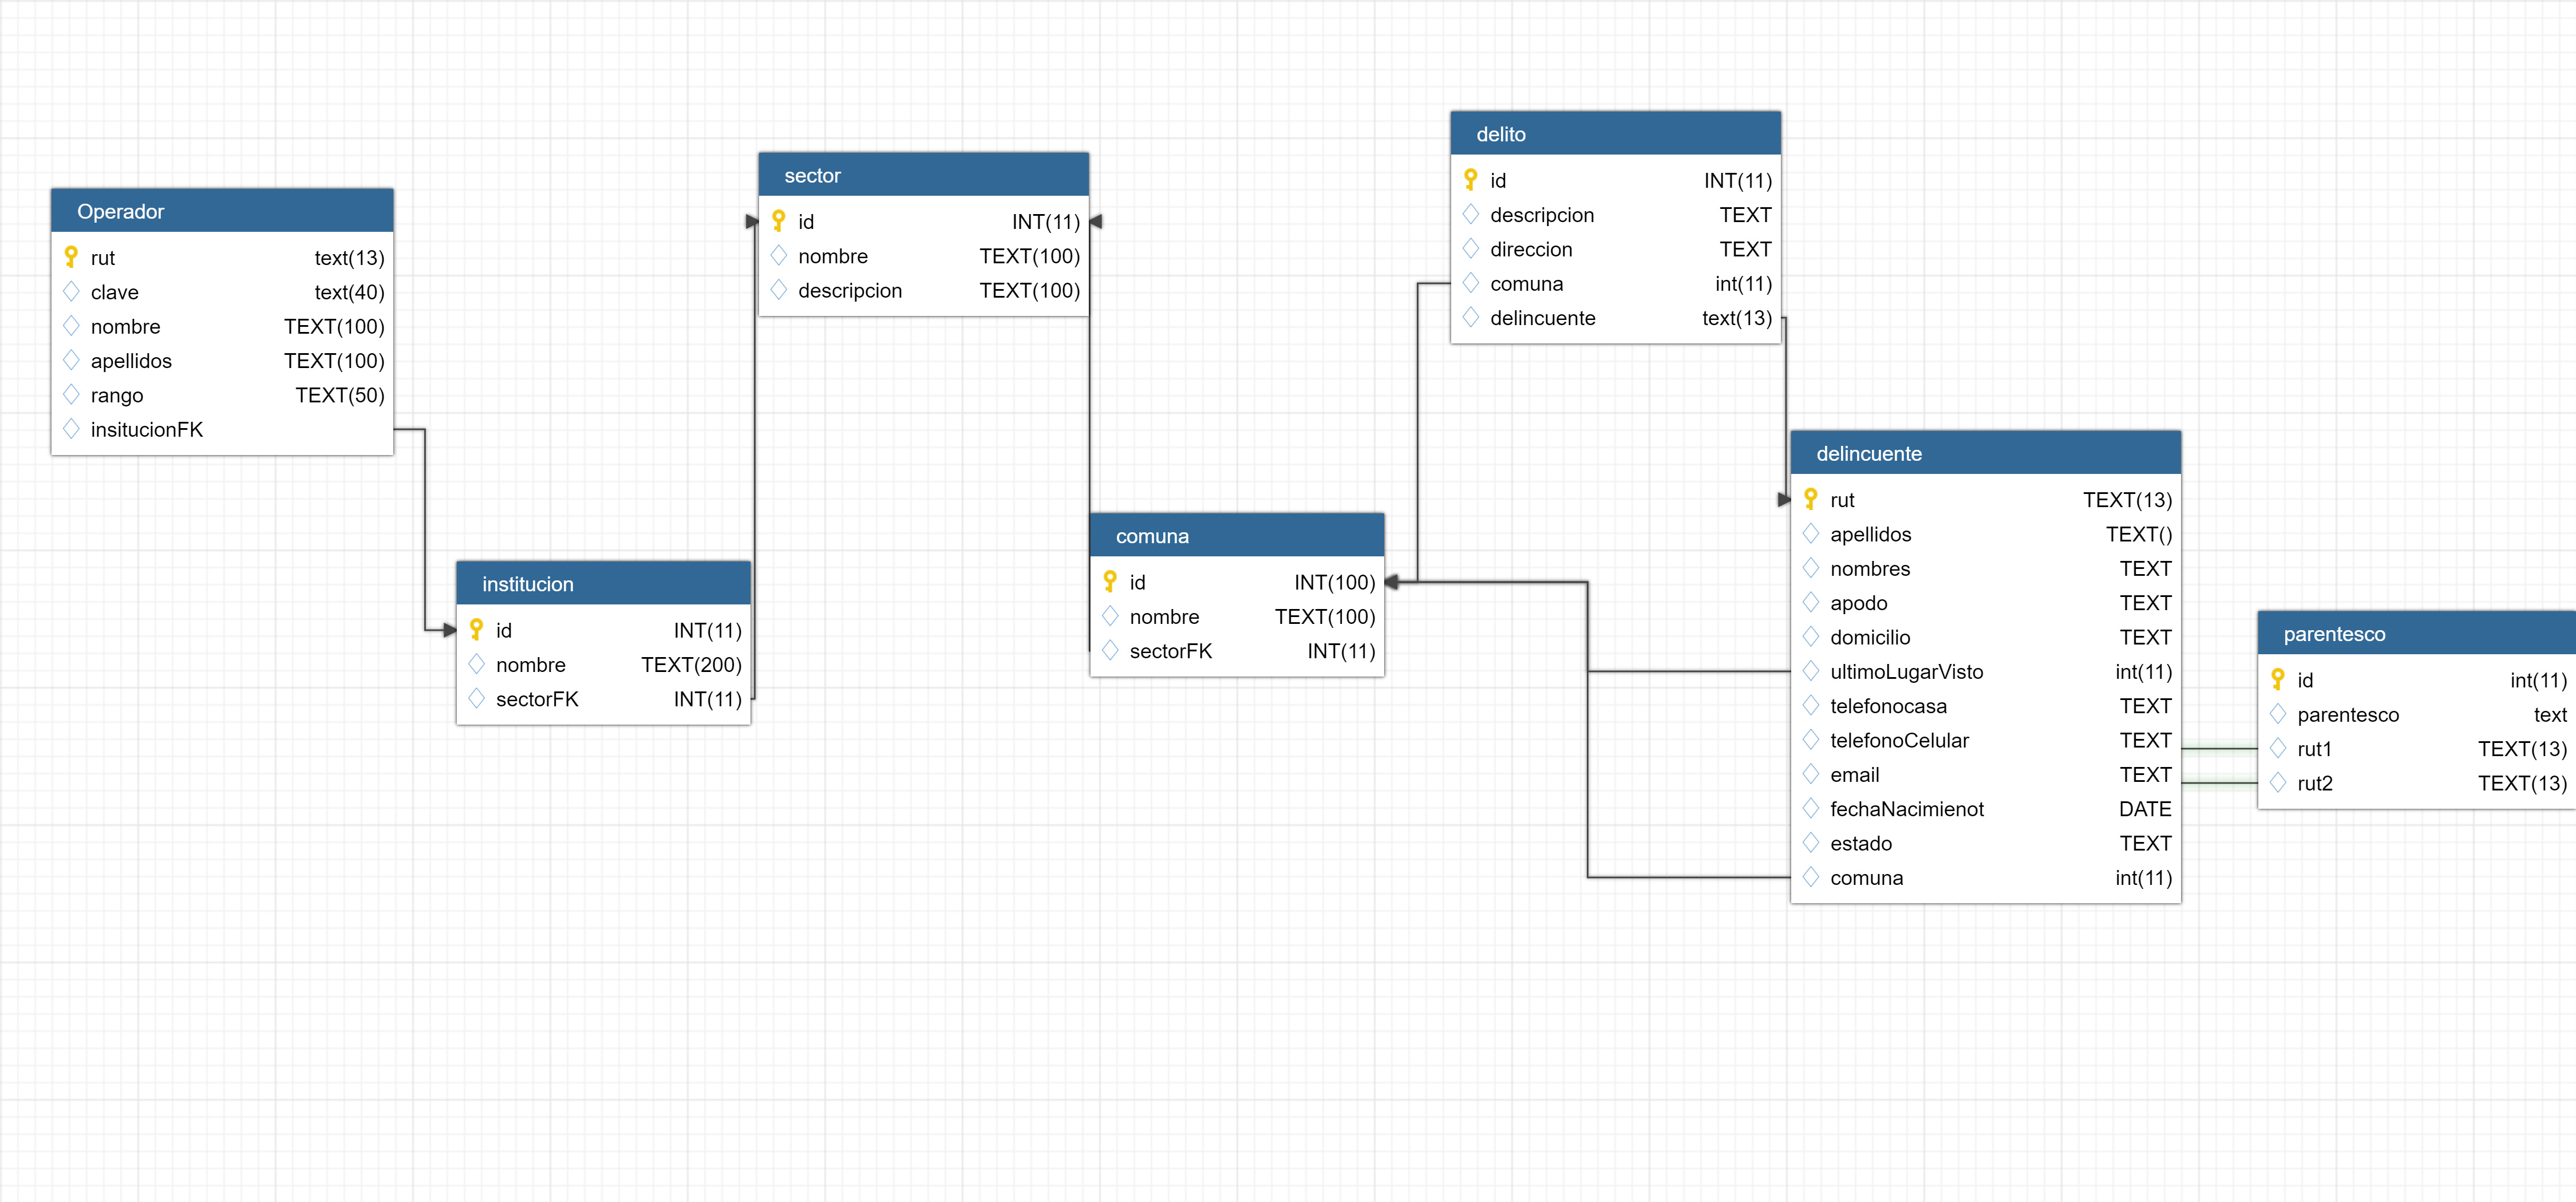 Operador
rut text(13)
clave text(40)
nombre TEXT(100)
apellidos TEXT(100)
rango TEXT(50)
insitucionFK
institucion
id INT(11)
nombre TEXT(200)
sectorFK INT(11)
sector
id INT(11)
nombre TEXT(100)
descripcion TEXT(100)
comuna
id INT(100)
nombre TEXT(100)
sectorFK INT(11)
delito
id INT(11)
descripcion TEXT
direccion TEXT
comuna int(11)
delincuente text(13)
delincuente
rut TEXT(13)
apellidos TEXT()
nombres TEXT
apodo TEXT
domicilio TEXT
ultimoLugarVisto int(11)
telefonocasa TEXT
telefonoCelular TEXT
email TEXT
fechaNacimienot DATE
estado TEXT
comuna int(11)
parentesco
id int(11)
parentesco text
rut1 TEXT(13)
rut2 TEXT(13)